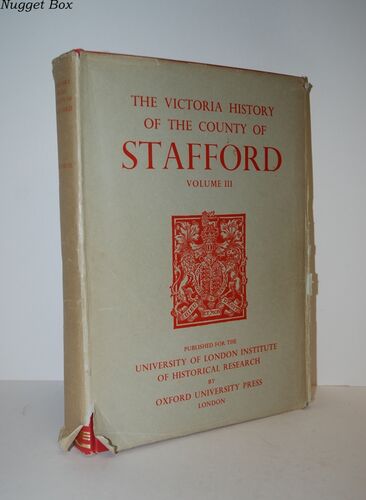 Nugget Box
THE VICTORIA HISTORY
OF THE COUNTY OF
STAFFORD
VOLUME III
PUBLISHED FOR THE
UNIVERSITY OF LONDON INSTITUTE
OF HISTORICAL RESEARCH
BY
OXFORD UNIVERSITY PRESS
LONDON